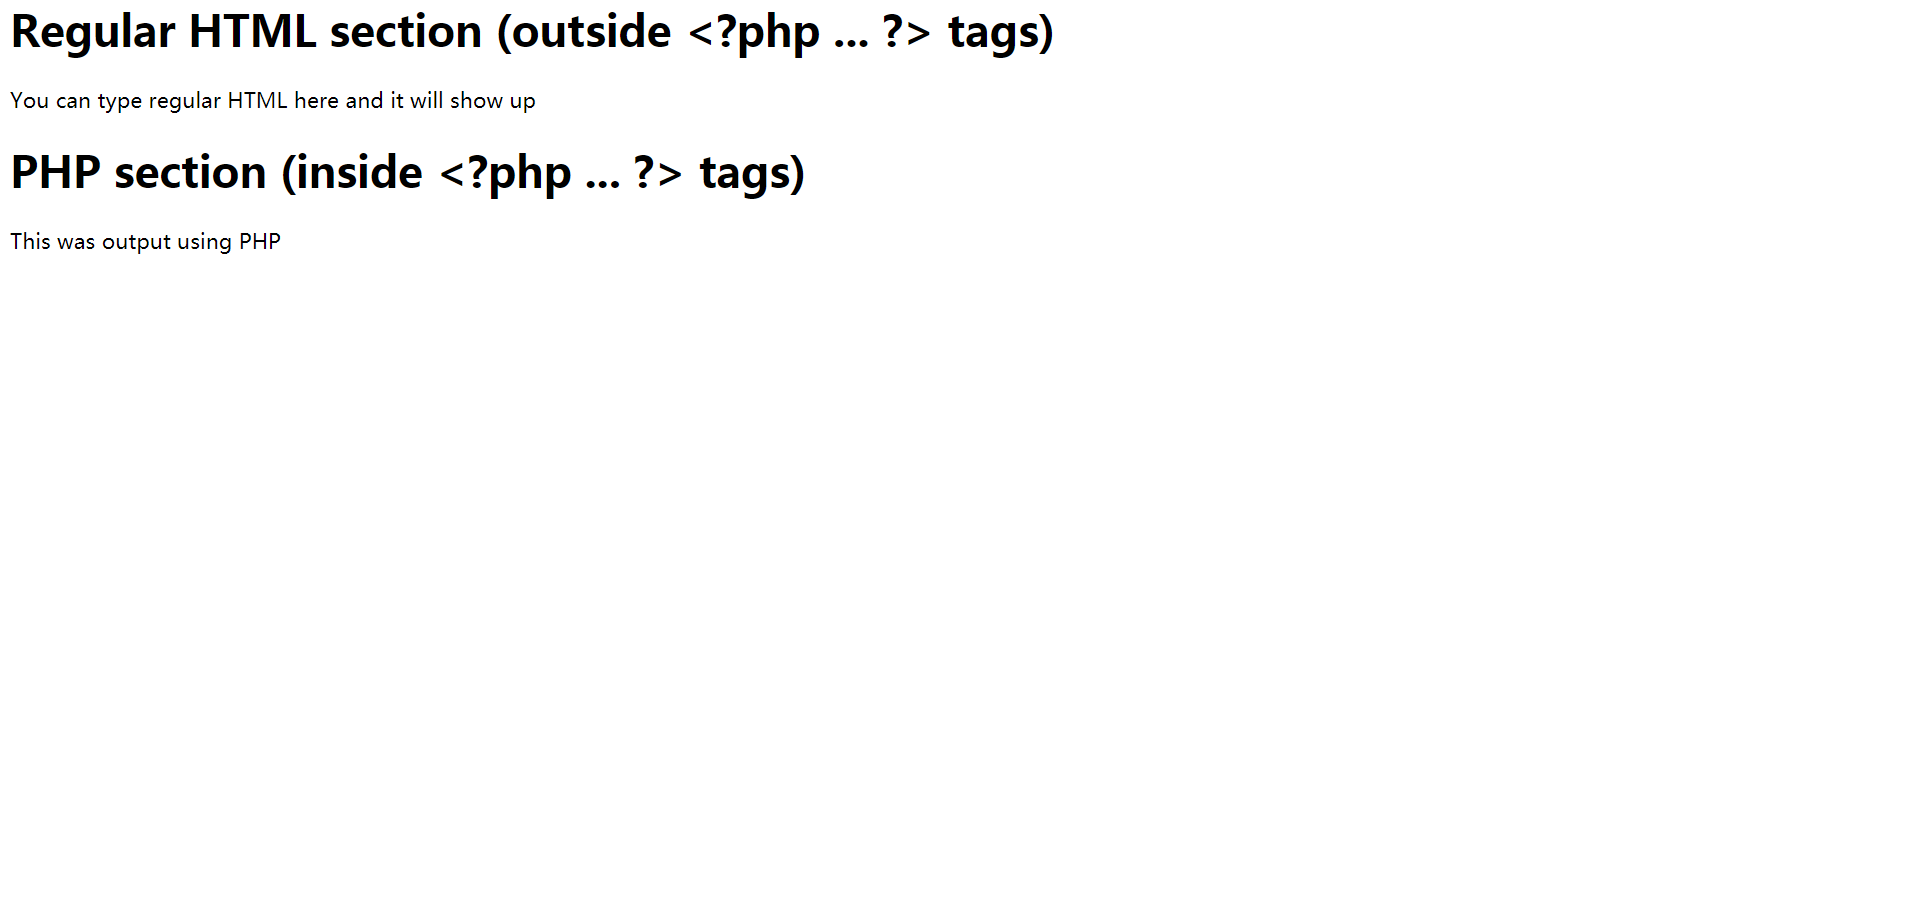 Regular HTML section (outside <?php ... ?> tags)
You can type regular HTML here and it will show up
PHP section (inside <?php ... ?> tags)
This was output using PHP